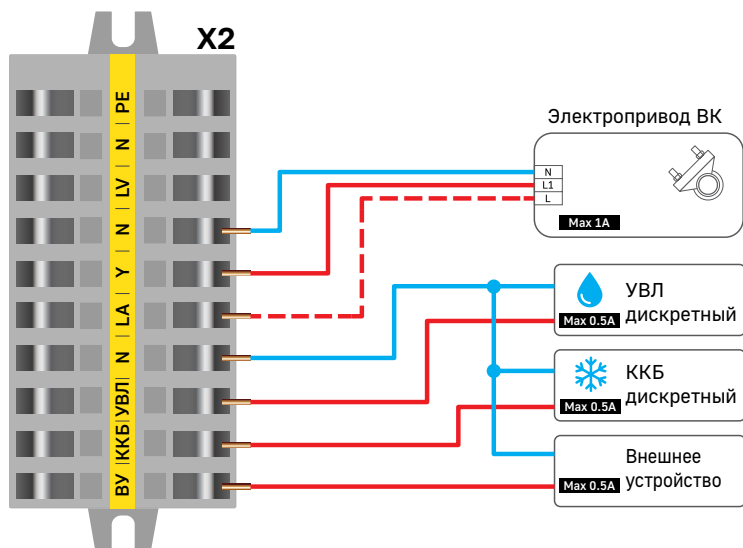 X2
PE
N
LV
N
Y
LA
N
УВЛ
ККБ
ВУ
Электропривод ВК
N
L1
L
Max 1A
УВЛ
дискретный
Max 0.5A
ККБ
дискретный
Max 0.5A
Внешнее
устройство
Max 0.5A